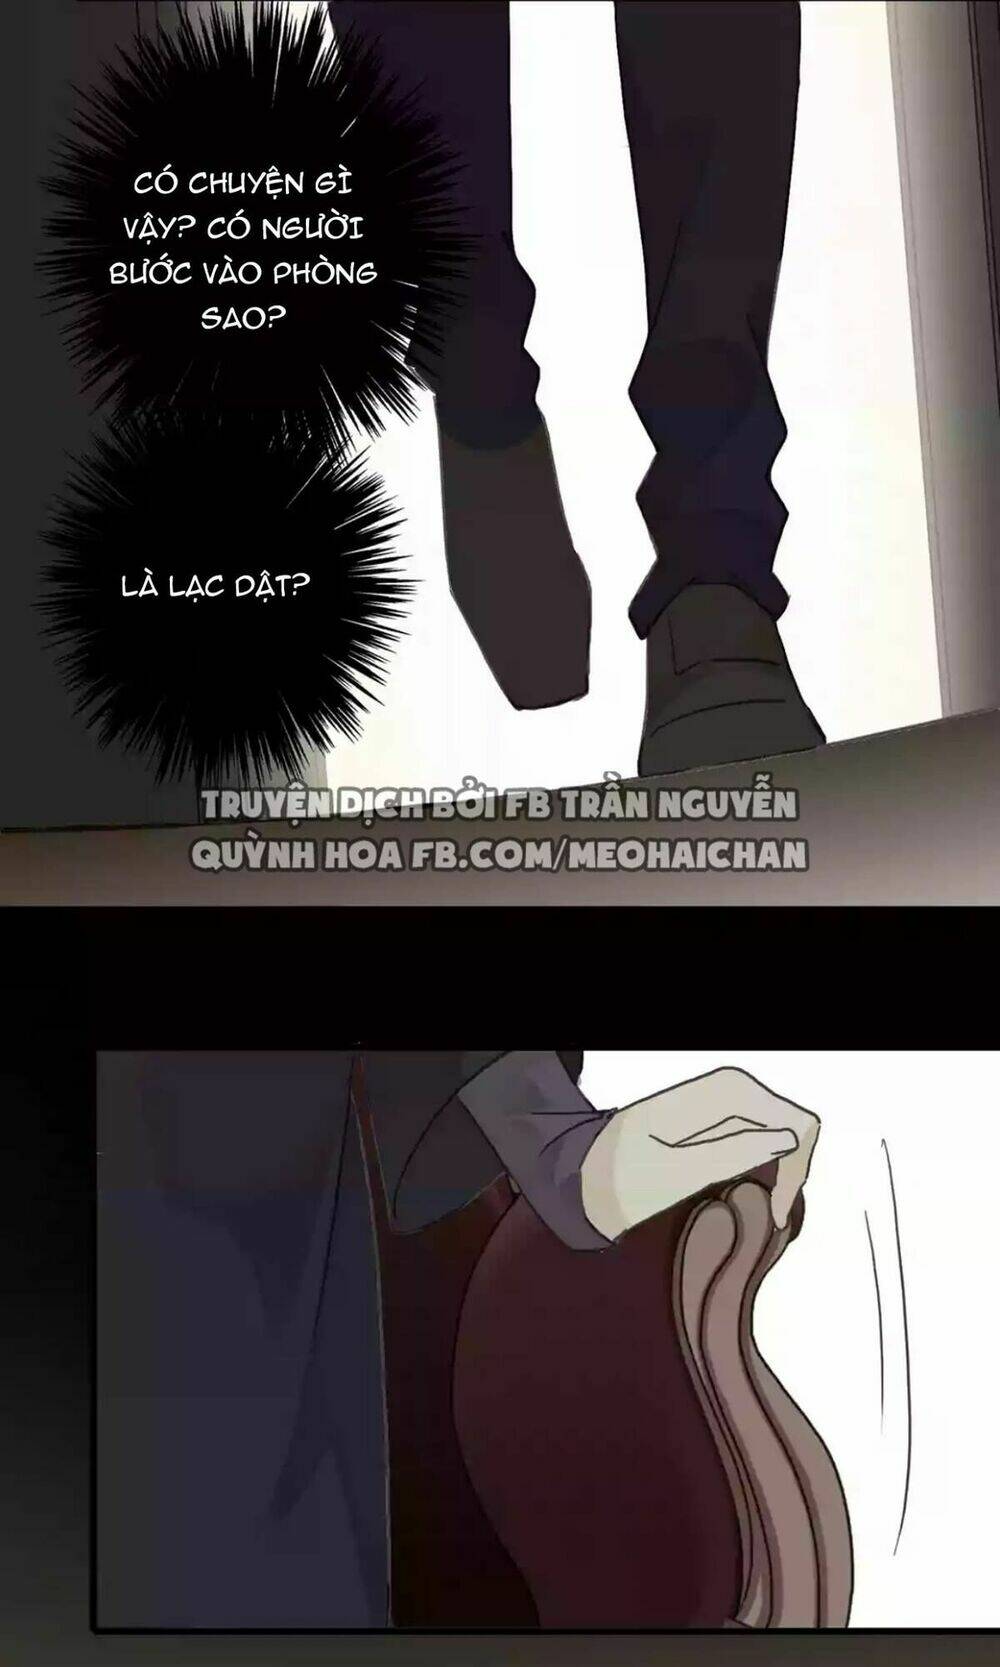 CÓ CHUYỆN GÌ
VẬY? CÓ NGƯỜI
BƯỚC VÀO PHÒNG
SAO?
LÀ LẠC DẬT?
TRUYỆN DỊCH BỞI FB TRẦN NGUYỄN
QUỲNH HOA FB.COM/MEOHAICHAN